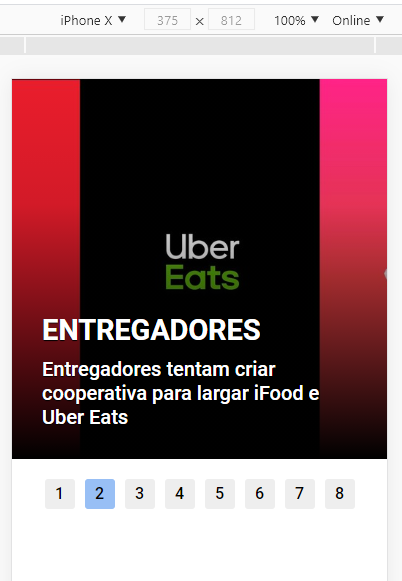 iPhone X ▼ 375 × 812 100% ▼ Online ▼
Uber
Eats
ENTREGADORES
Entregadores tentam criar
cooperativa para largar iFood e
Uber Eats
1 2 3 4 5 6 7 8